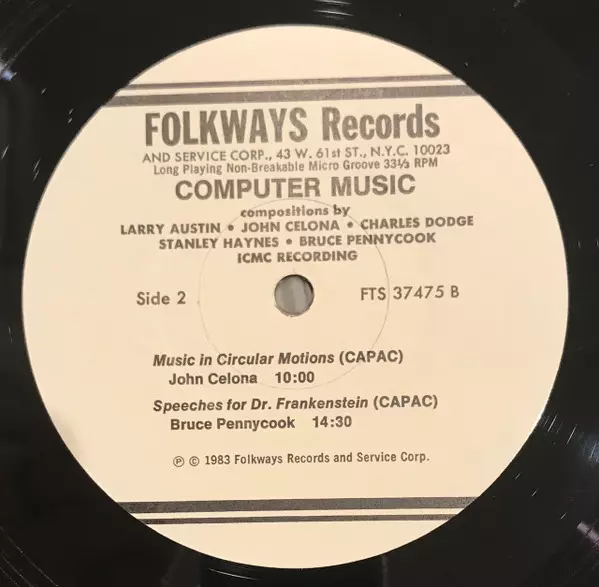 FOLKWAYS Records
AND SERVICE CORP., 43 W. 61st ST., N.Y.C. 10023
Long Playing Non-Breakable Micro Groove 33⅓ RPM
COMPUTER MUSIC
compositions by
LARRY AUSTIN • JOHN CELONA • CHARLES DODGE
STANLEY HAYNES • BRUCE PENNYCOOK
ICMC RECORDING
Side 2 FTS 37475 B
Music in Circular Motions (CAPAC)
John Celona 10:00
Speeches for Dr. Frankenstein (CAPAC)
Bruce Pennycook 14:30
℗ © 1983 Folkways Records and Service Corp.